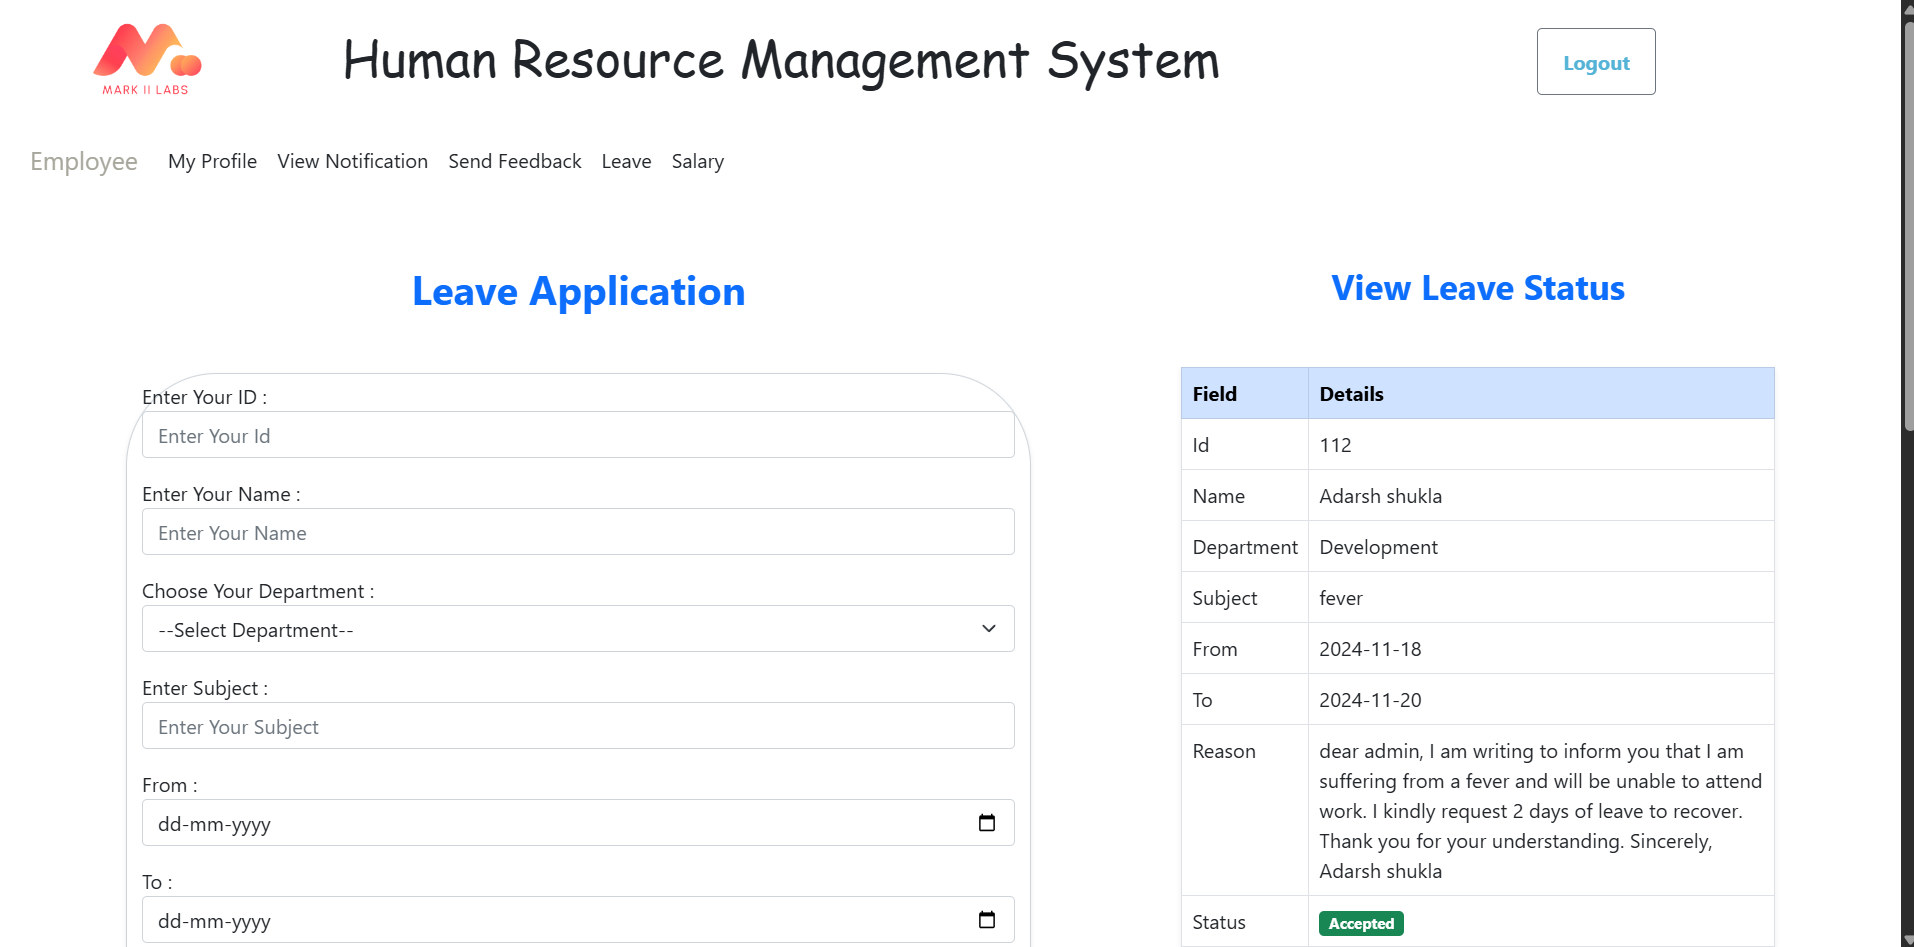 MARK II LABS
Human Resource Management System
Logout
Employee My Profile View Notification Send Feedback Leave Salary
Leave Application
Enter Your ID :
Enter Your Id
Enter Your Name :
Enter Your Name
Choose Your Department :
--Select Department--
Enter Subject :
Enter Your Subject
From :
dd-mm-yyyy
To :
dd-mm-yyyy
View Leave Status
Field Details
Id 112
Name Adarsh shukla
Department Development
Subject fever
From 2024-11-18
To 2024-11-20
Reason dear admin, I am writing to inform you that I am
suffering from a fever and will be unable to attend
work. I kindly request 2 days of leave to recover.
Thank you for your understanding. Sincerely,
Adarsh shukla
Status Accepted